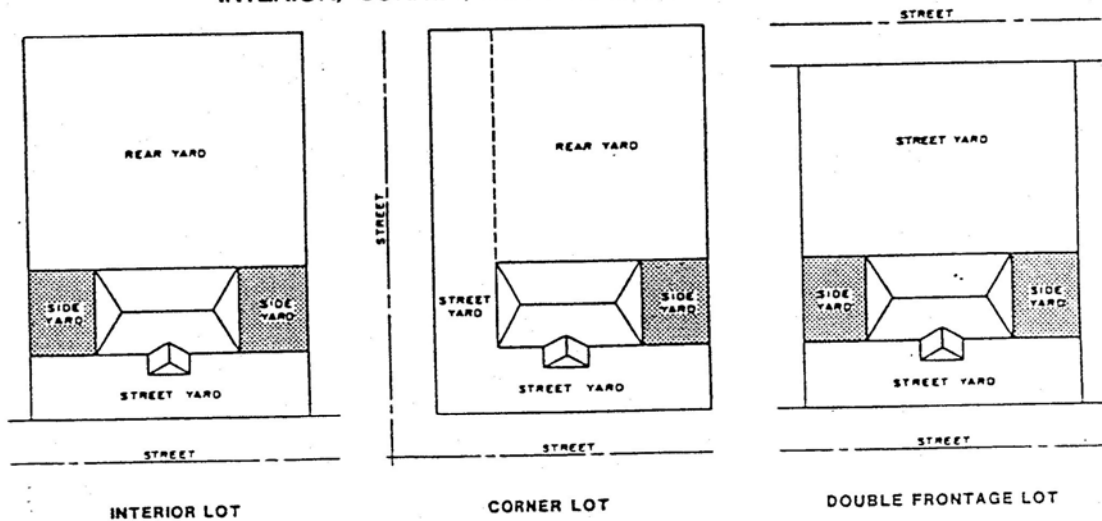 INTERIOR,
STREET
REAR YARD
SIDE
YARD
SIDE
YARD
STREET YARD
STREET
INTERIOR LOT
STREET
REAR YARD
STREET
YARD
SIDE
YARD
STREET YARD
STREET
CORNER LOT
STREET YARD
SIDE
YARD
SIDE
YARD
STREET YARD
STREET
DOUBLE FRONTAGE LOT